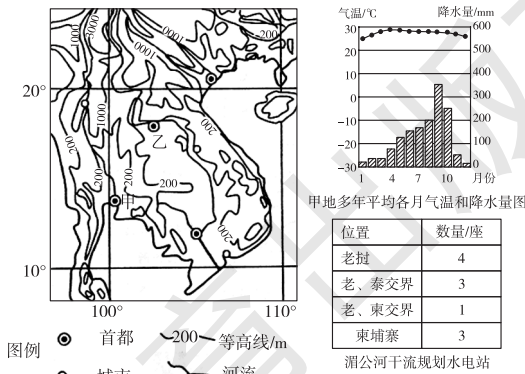 1000
3000
1000
1000
200
20°
200
1000
乙
200
200
200
甲
200
200
10°
100°
110°
图例
首都
200
等高线/m
城市
河流
气温/℃
降水量/mm
30
20
10
0
-10
-20
-30
600
500
400
300
200
100
0
1
4
7
10
月份
甲地多年平均各月气温和降水量图
位置 数量/座
老挝 4
老、泰交界 3
老、柬交界 1
柬埔寨 3
湄公河干流规划水电站